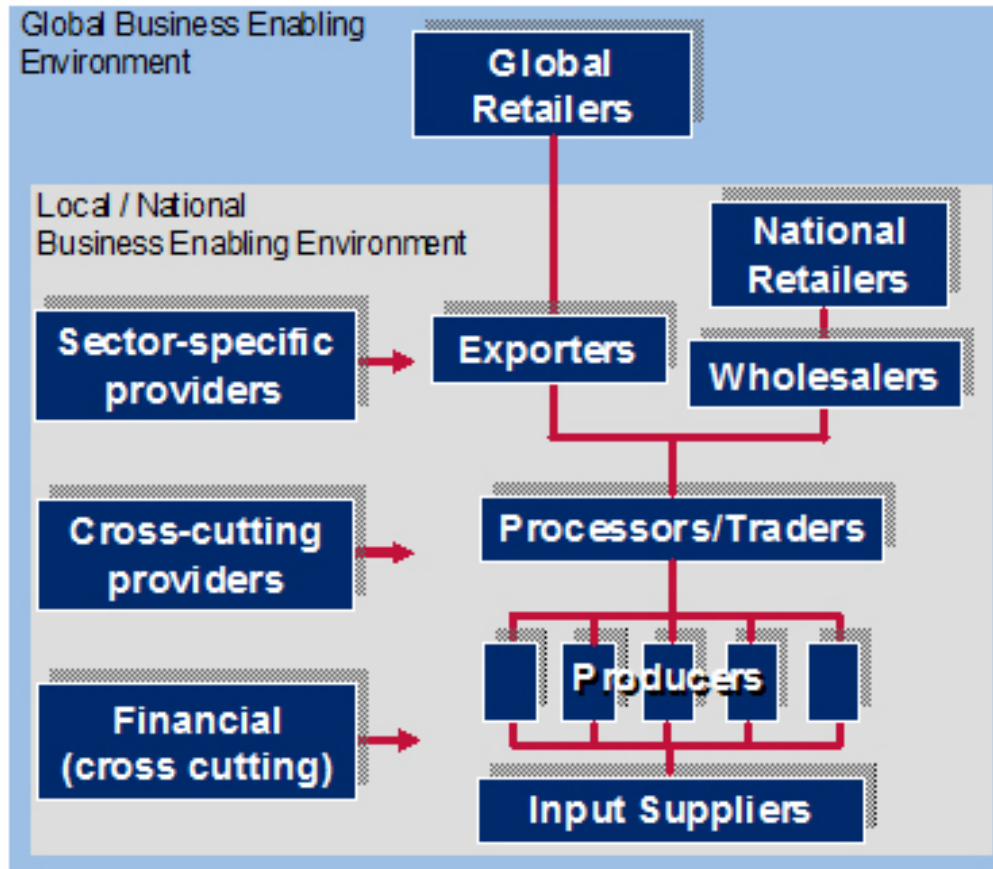 Global Business Enabling
Environment
Global
Retailers
Local / National
Business Enabling Environment
National
Retailers
Sector-specific
providers
Exporters
Wholesalers
Cross-cutting
providers
Processors/Traders
Producers
Financial
(cross cutting)
Input Suppliers